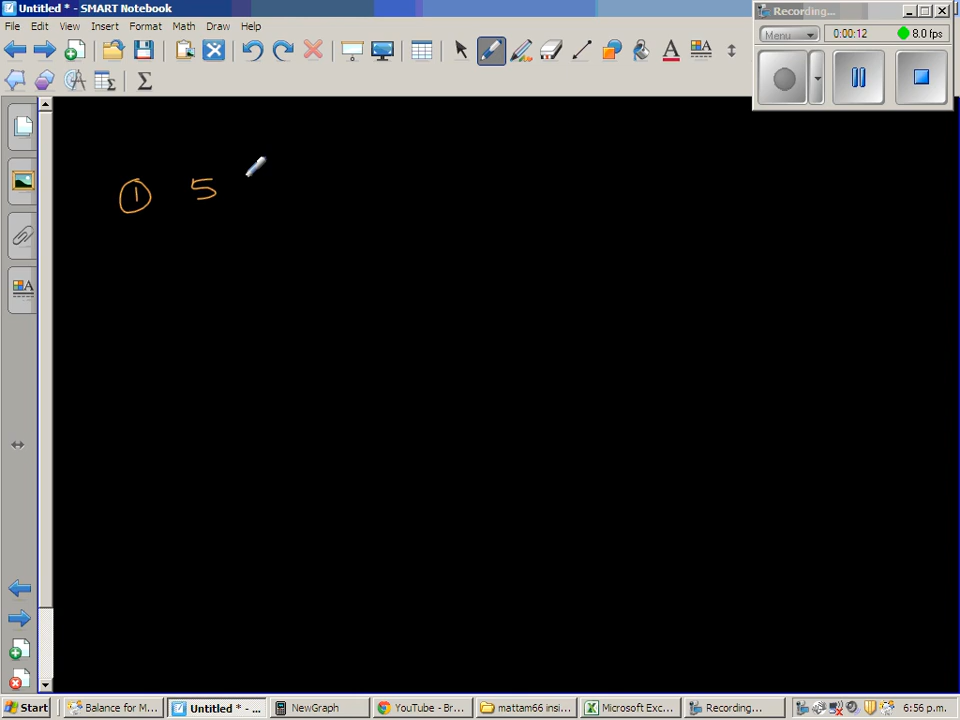 Untitled * - SMART Notebook
Recording...
File Edit View Insert Format Math Draw Help
Menu 0:00:12 8.0 fps
① 5
Start Balance for M... Untitled * - ... NewGraph YouTube - Br... mattam66 insi... Microsoft Exc... Recording... 6:56 p.m.